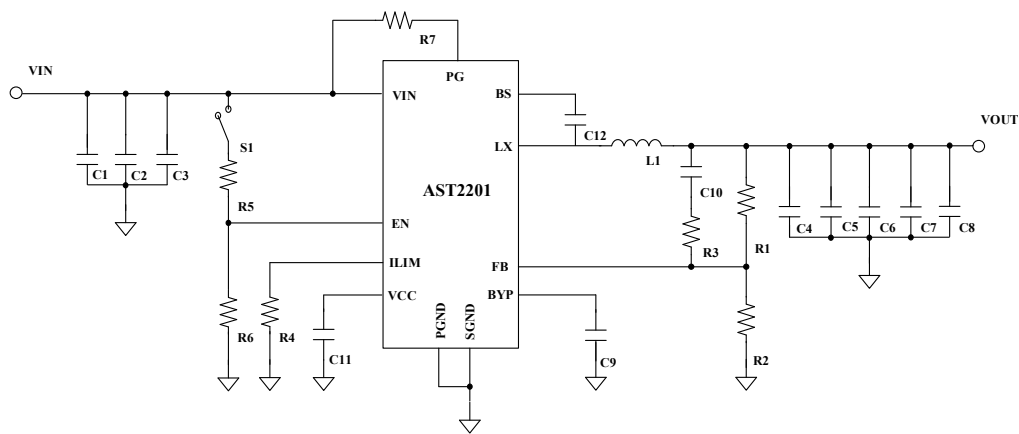 R7
VIN
PG
VIN
BS
VOUT
C12
S1
LX
L1
C1
C2
C3
AST2201
C10
R5
C4
C5
C6
C7
C8
EN
R3
R1
ILIM
FB
VCC
BYP
PGND
SGND
R6
R4
C11
C9
R2